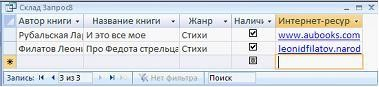 Склад Запрос8
Автор книги Название книги Жанр Налич Интернет-ресур
Рубальская Лар И это все мое Стихи www.aubooks.com
Филатов Леони Про Федота стрельца Стихи leonidfilatov.narod
Запись: 3 из 3 Нет фильтра Поиск